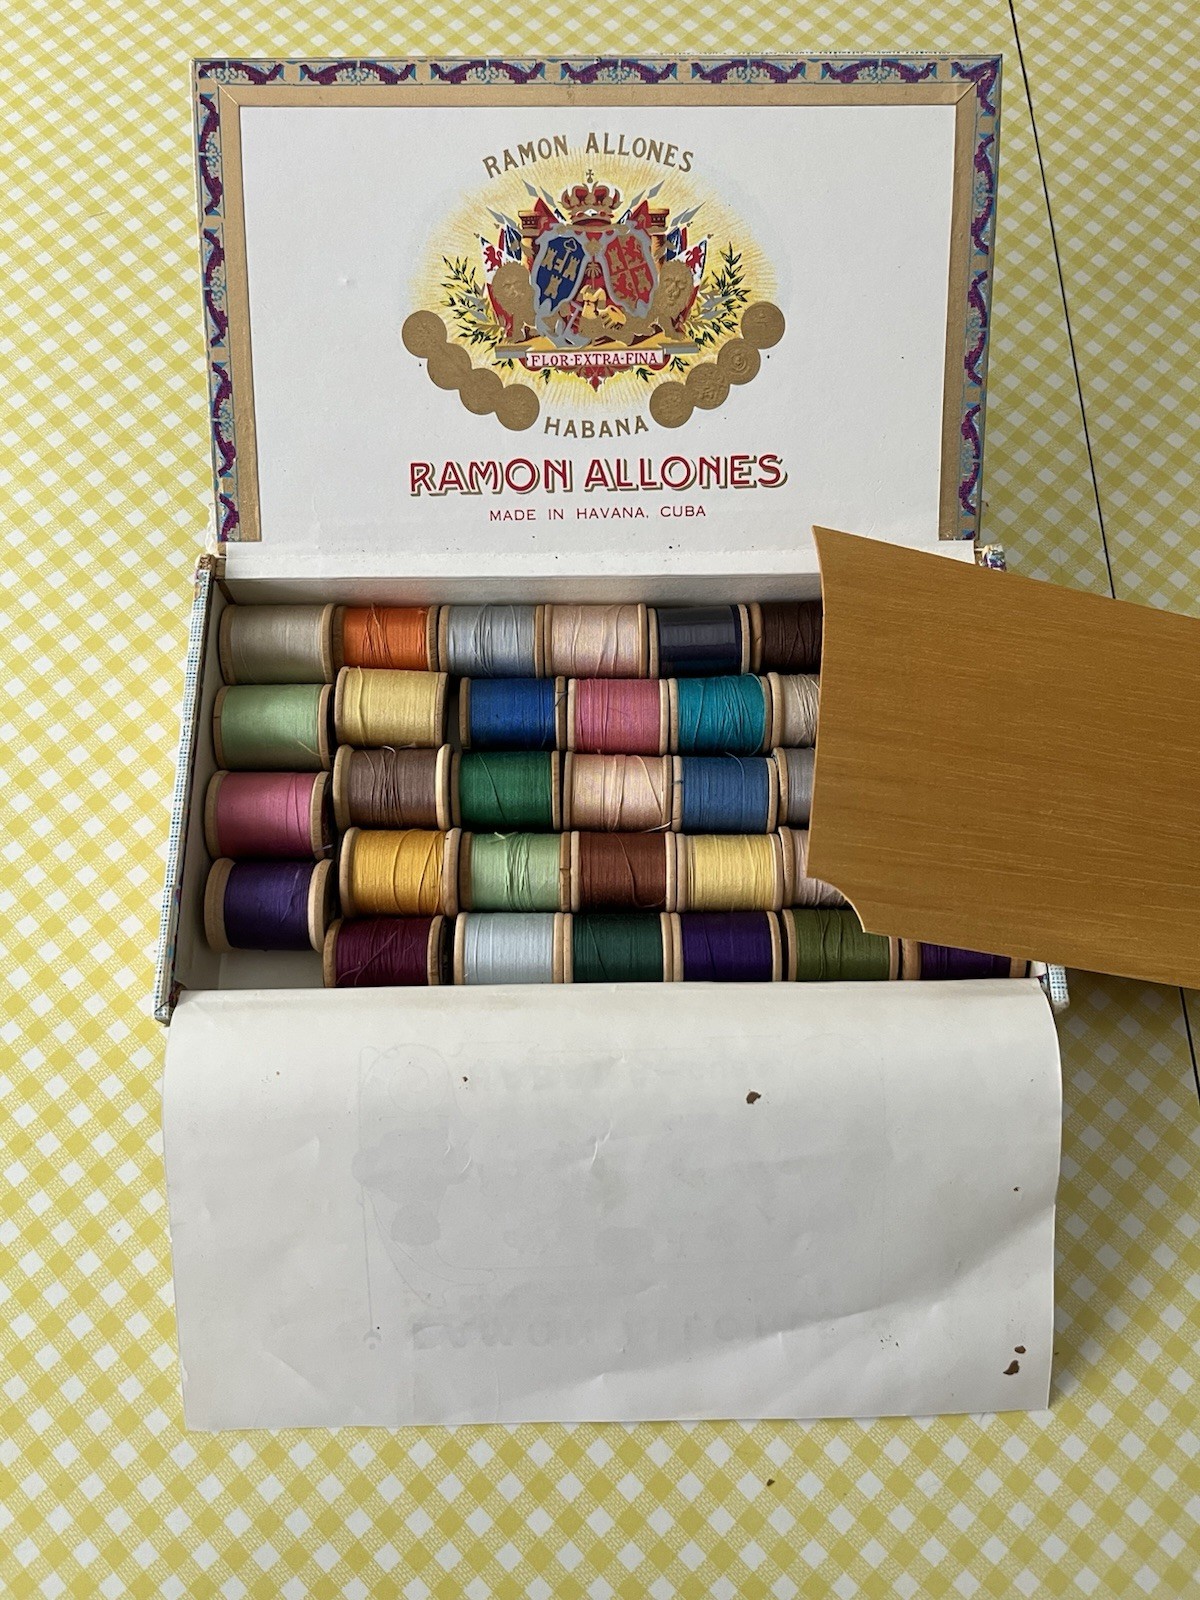 RAMON ALLONES
FLOR-EXTRA-FINA
HABANA
RAMON ALLONES
MADE IN HAVANA, CUBA